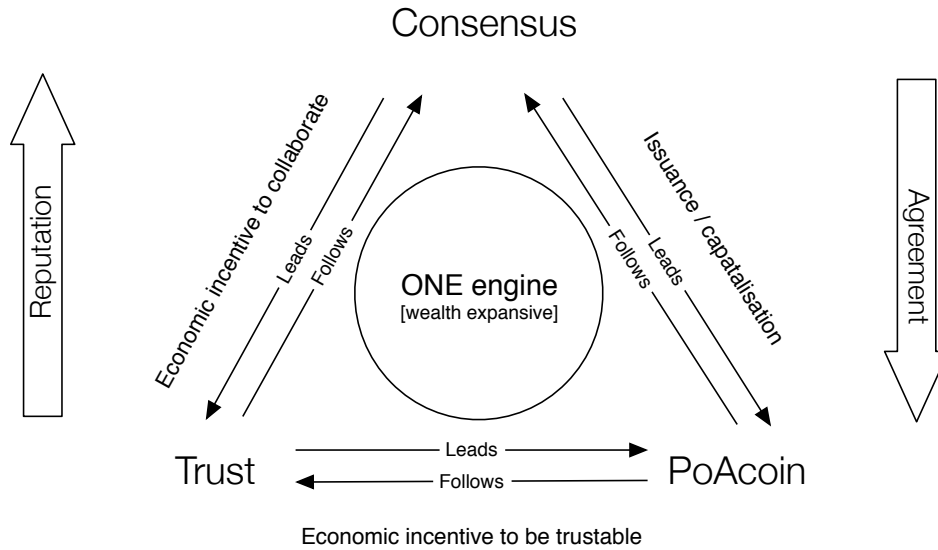 Consensus
Reputation
Economic incentive to collaborate
Leads
Follows
ONE engine
[wealth expansive]
Follows
Leads
Issuance / capatalisation
Agreement
Trust
Leads
Follows
PoAcoin
Economic incentive to be trustable